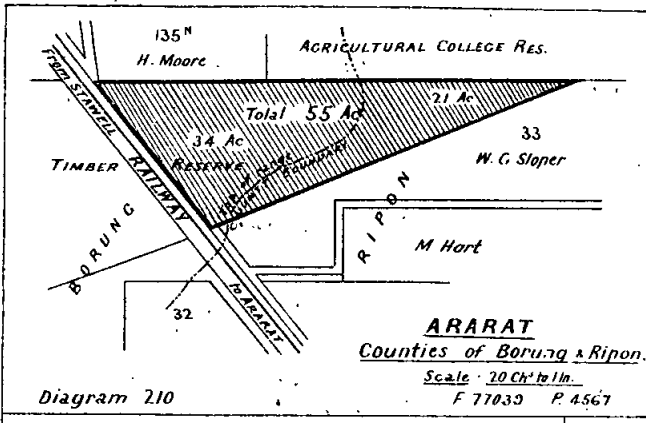 135ᴺ
H. Moore
AGRICULTURAL COLLEGE RES.
From STAWELL
RAILWAY
to ARARAT
Total 55 Ac
21 Ac
34 Ac
TIMBER RESERVE
BOUNDARY
33
W. G. Sloper
BORUNG
RIPON
M Hart
32
ARARAT
Counties of Borung & Ripon.
Scale - 20 Chs to 1 In.
Diagram 210
F 77039 P. 4567